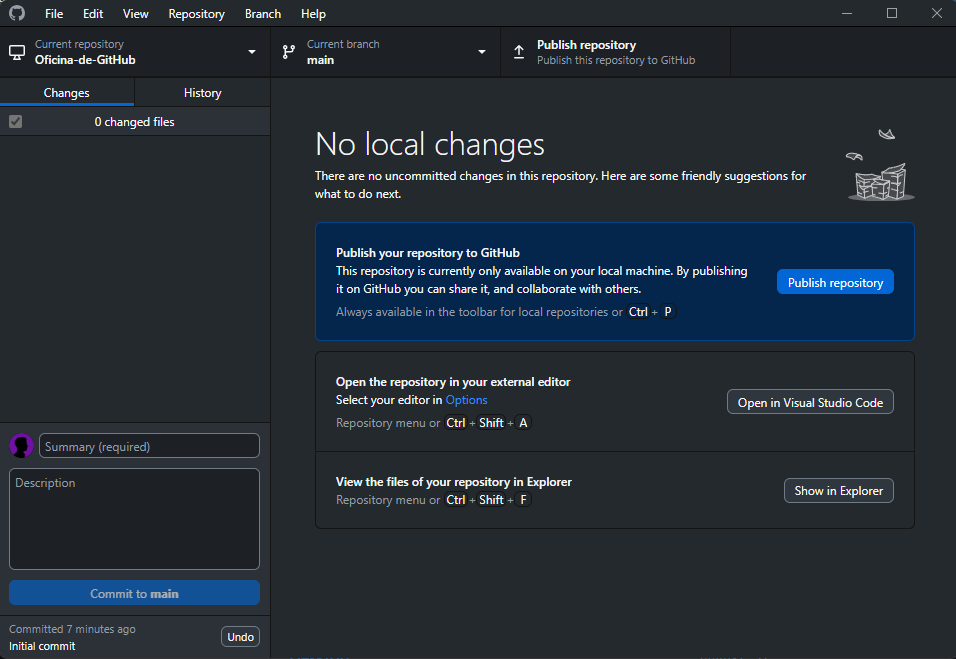 File Edit View Repository Branch Help
Current repository
Oficina-de-GitHub
Current branch
main
Publish repository
Publish this repository to GitHub
Changes History
0 changed files
No local changes
There are no uncommitted changes in this repository. Here are some friendly suggestions for
what to do next.
Publish your repository to GitHub
This repository is currently only available on your local machine. By publishing
it on GitHub you can share it, and collaborate with others.
Always available in the toolbar for local repositories or Ctrl + P
Publish repository
Open the repository in your external editor
Select your editor in Options
Repository menu or Ctrl + Shift + A
Open in Visual Studio Code
View the files of your repository in Explorer
Repository menu or Ctrl + Shift + F
Show in Explorer
Summary (required)
Description
Commit to main
Committed 7 minutes ago
Initial commit
Undo